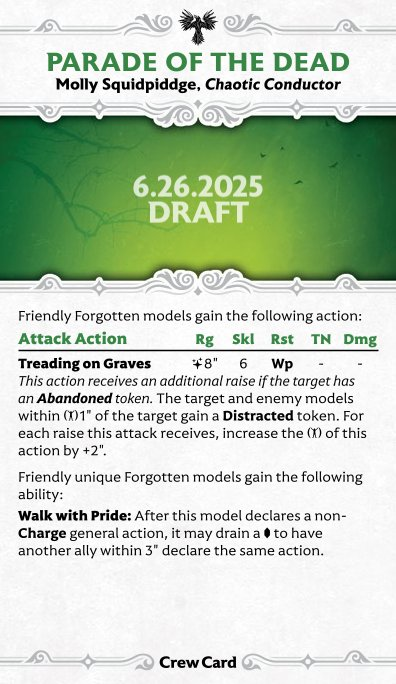 PARADE OF THE DEAD
Molly Squidpiddge, Chaotic Conductor
6.26.2025
DRAFT
Friendly Forgotten models gain the following action:
Attack Action Rg Skl Rst TN Dmg
Treading on Graves 8" 6 Wp - -
This action receives an additional raise if the target has
an Abandoned token. The target and enemy models
within 1" of the target gain a Distracted token. For
each raise this attack receives, increase the of this
action by +2".
Friendly unique Forgotten models gain the following
ability:
Walk with Pride: After this model declares a non-
Charge general action, it may drain a to have
another ally within 3" declare the same action.
Crew Card